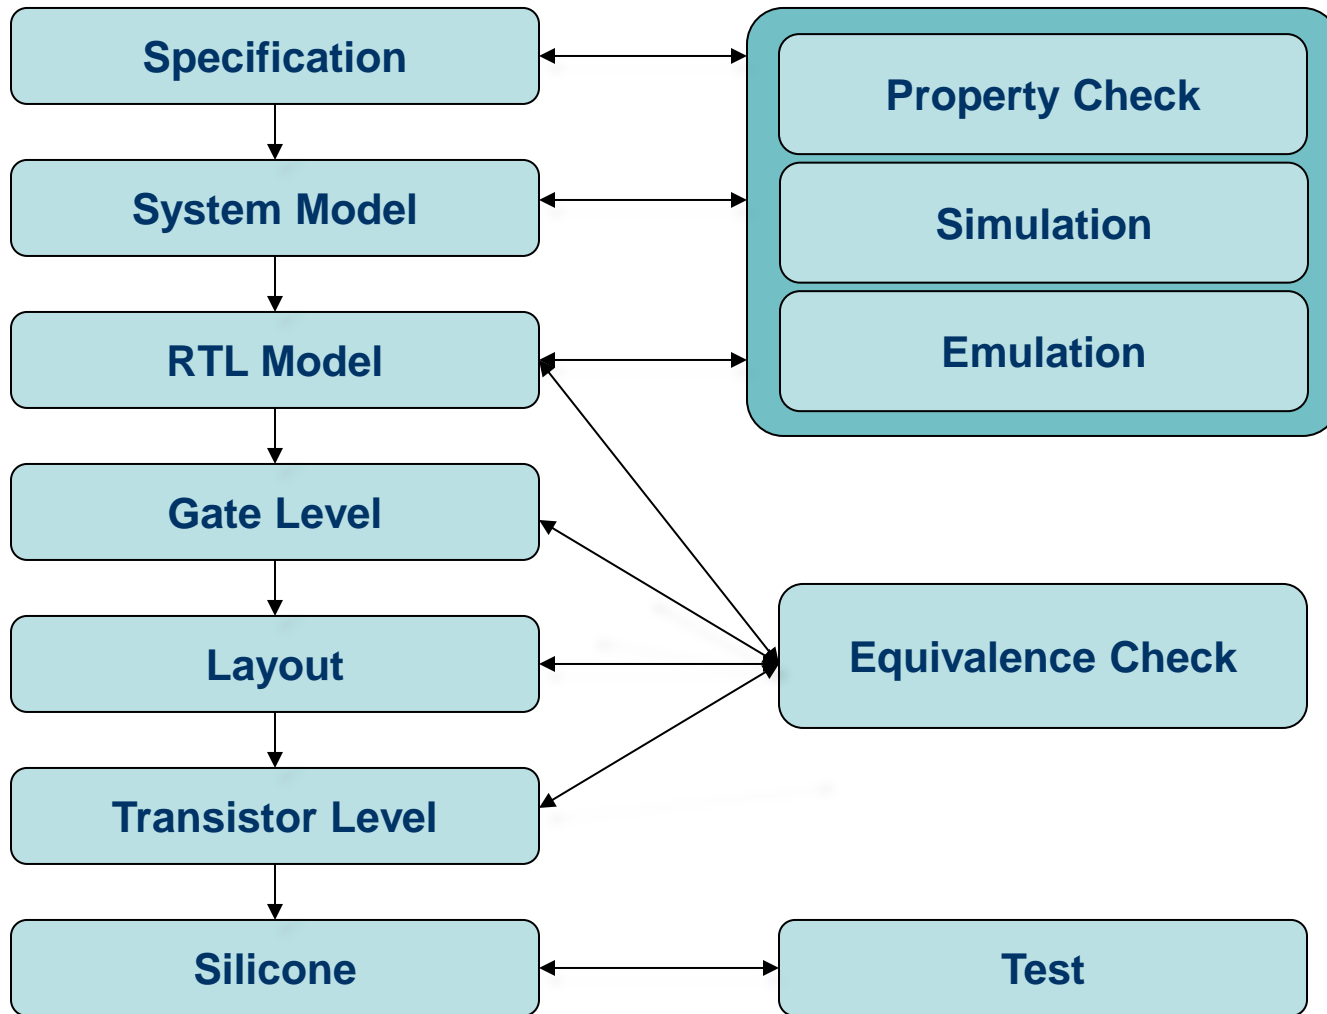 Specification
Property Check
System Model
Simulation
RTL Model
Emulation
Gate Level
Layout
Equivalence Check
Transistor Level
Silicone
Test